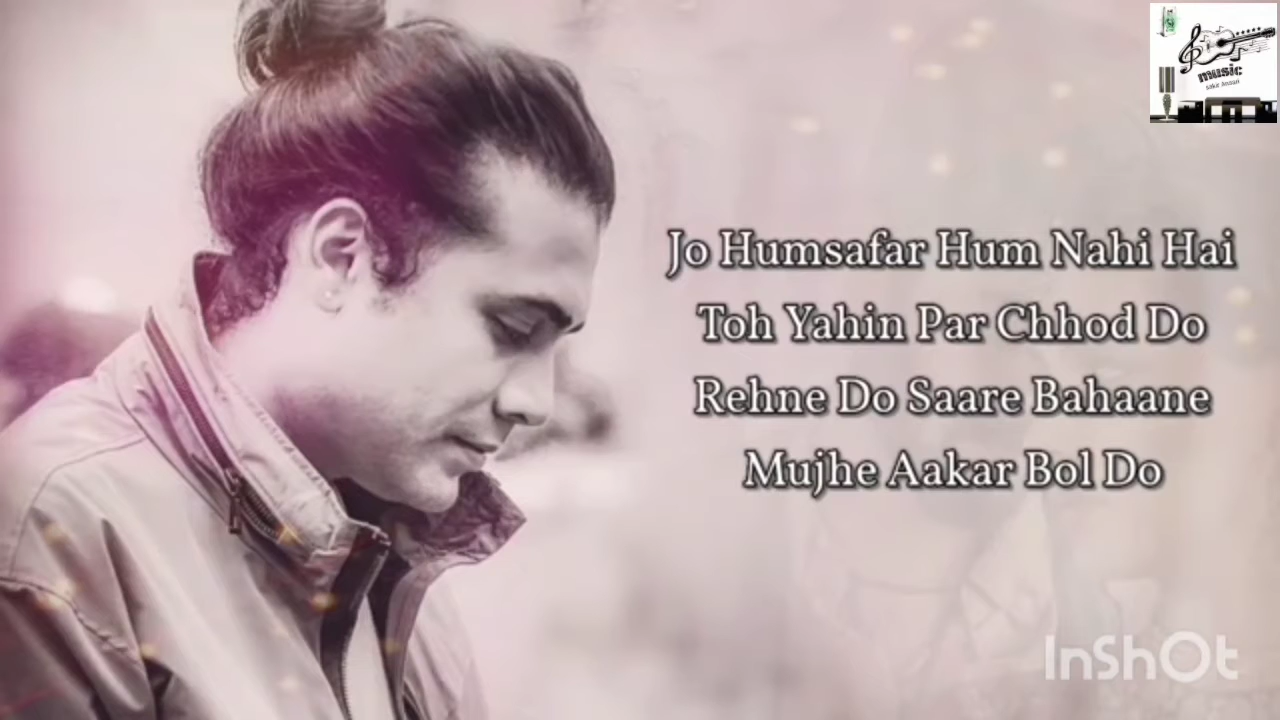 music
Jo Humsafar Hum Nahi Hai
Toh Yahin Par Chhod Do
Rehne Do Saare Bahaane
Mujhe Aakar Bol Do
InShOt